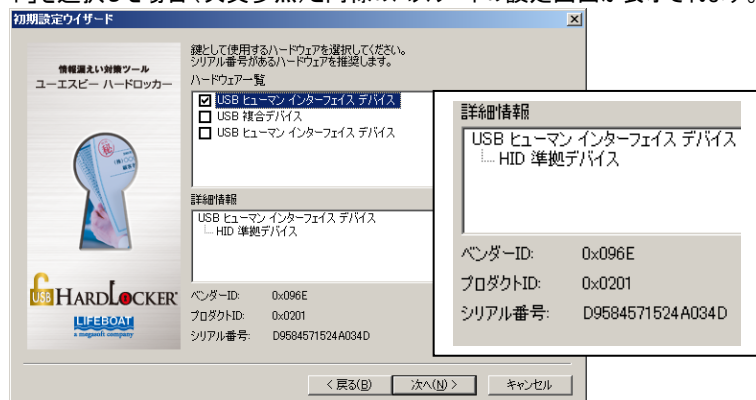 初期設定ウイザード
情報漏えい対策ツール
ユーエスビー ハードロッカー
USB HARDLOCKER
LIFEBOAT
a megasoft company
鍵として使用するハードウェアを選択してください。
シリアル番号があるハードウェアを推奨します。
ハードウェア一覧
USB ヒューマン インターフェイス デバイス
USB 複合デバイス
USB ヒューマン インターフェイス デバイス
詳細情報
USB ヒューマン インターフェイス デバイス
HID 準拠デバイス
ベンダーID: 0x096E
プロダクトID: 0x0201
シリアル番号: D9584571524A034D
< 戻る(B)
次へ(N) >
キャンセル
詳細情報
USB ヒューマン インターフェイス デバイス
HID 準拠デバイス
ベンダーID: 0x096E
プロダクトID: 0x0201
シリアル番号: D9584571524A034D